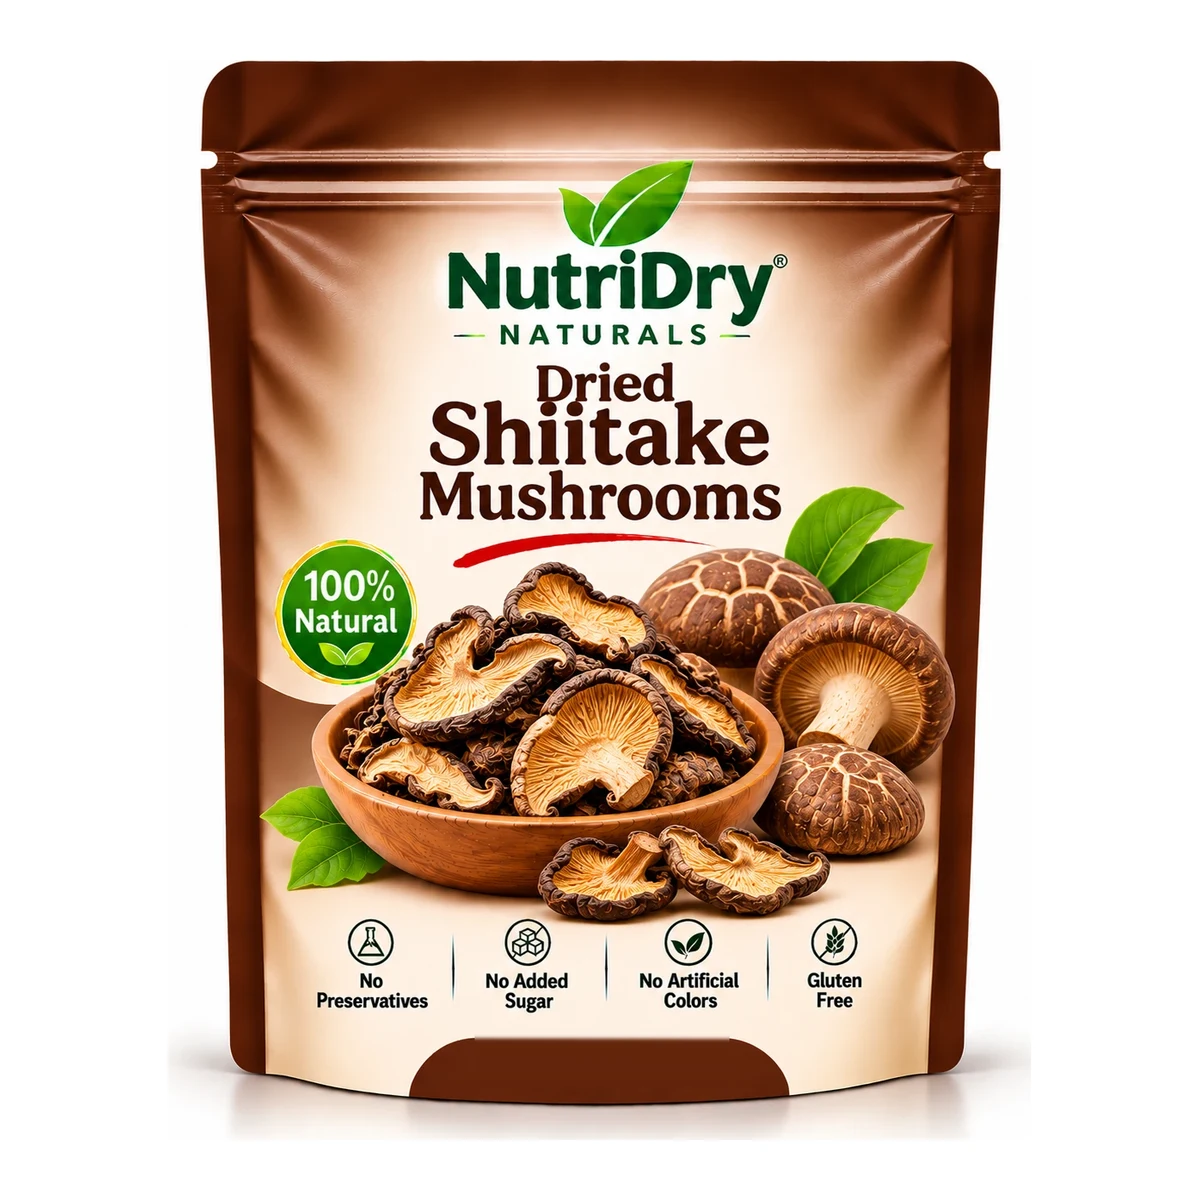 NutriDry®
NATURALS
Dried
Shiitake
Mushrooms
100%
Natural
No
Preservatives
No Added
Sugar
No Artificial
Colors
Gluten
Free